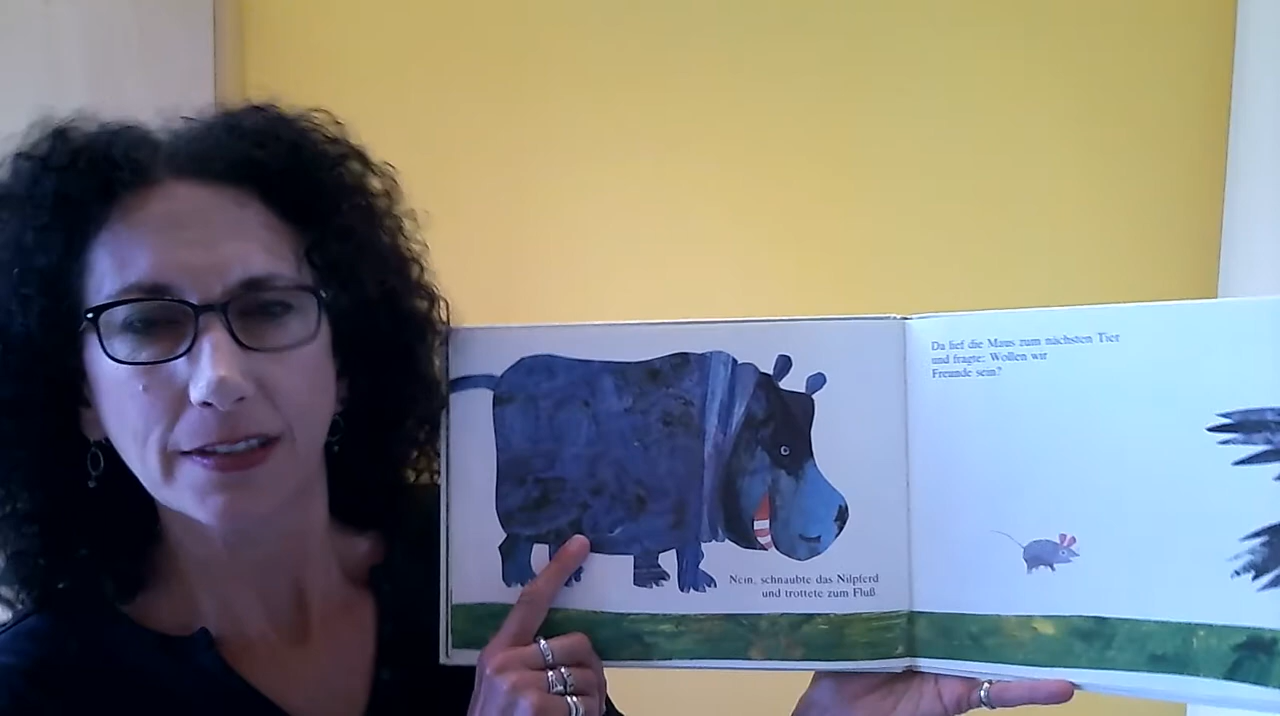 Nein, schnaubte das Nilpferd
und trottete zum Fluß.
Da lief die Maus zum nächsten Tier
und fragte: Wollen wir
Freunde sein?